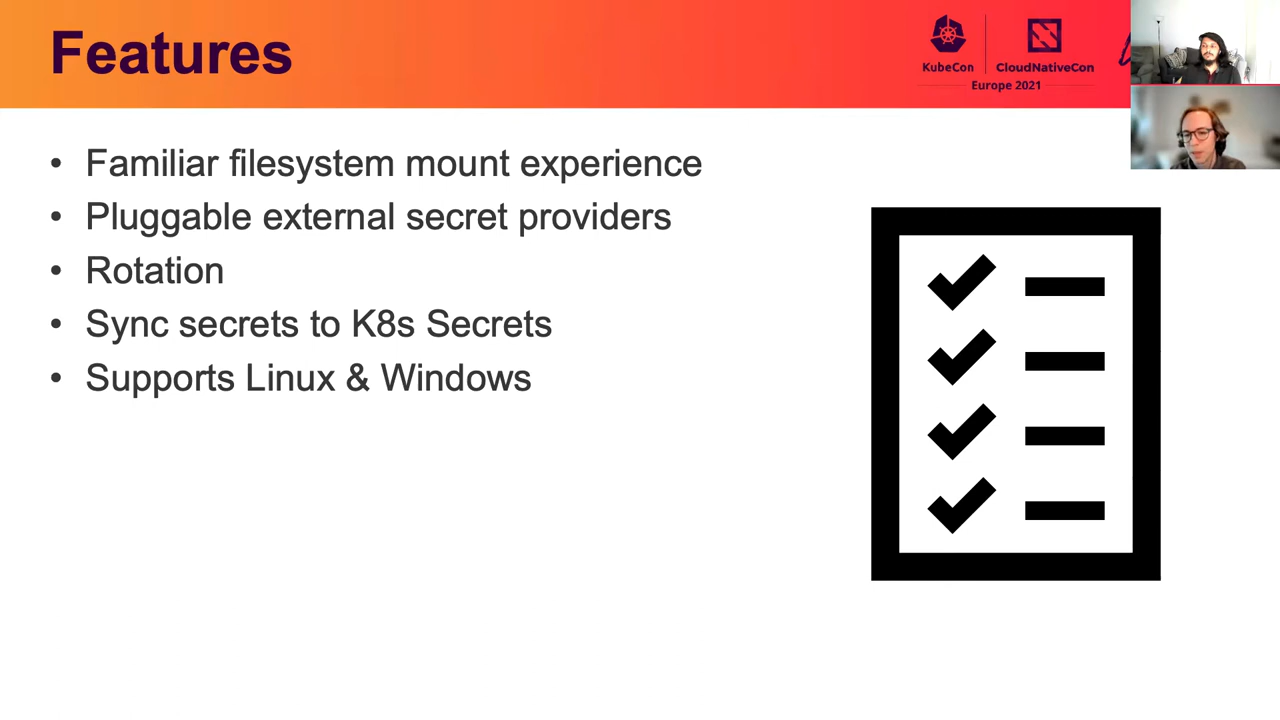 Features
KubeCon
CloudNativeCon
Europe 2021
• Familiar filesystem mount experience
• Pluggable external secret providers
• Rotation
• Sync secrets to K8s Secrets
• Supports Linux & Windows